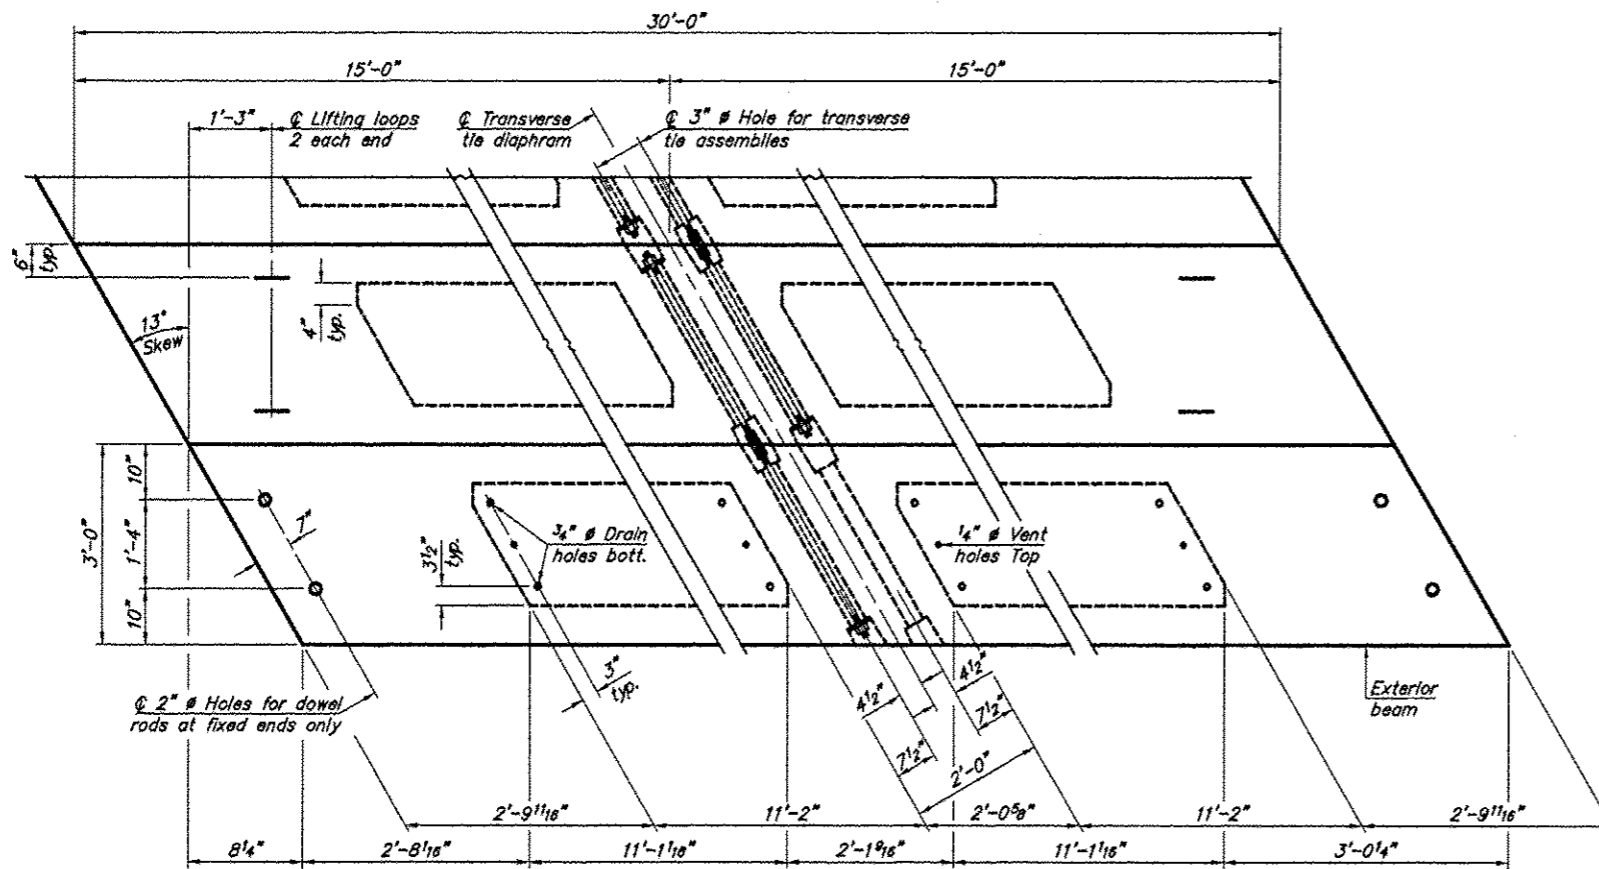 30'-0"
15'-0" 15'-0"
1'-3"
℄ Lifting loops
2 each end
℄ Transverse
tie diaphram
℄ 3" ø Hole for transverse
tie assemblies
6"
typ.
4"
typ.
13°
Skew
10"
1'-4"
10"
3'-0"
7"
3½"
typ.
¾" ø Drain
holes bott.
¼" ø Vent
holes Top
3"
typ.
4½"
7½"
4½"
7½"
2'-0"
℄ 2" ø Holes for dowel
rods at fixed ends only
Exterior
beam
2'-9 11/16" 11'-2" 2'-0 5/8" 11'-2" 2'-9 11/16"
8¼" 2'-8 1/16" 11'-1 1/16" 2'-1 9/16" 11'-1 1/16" 3'-0¼"